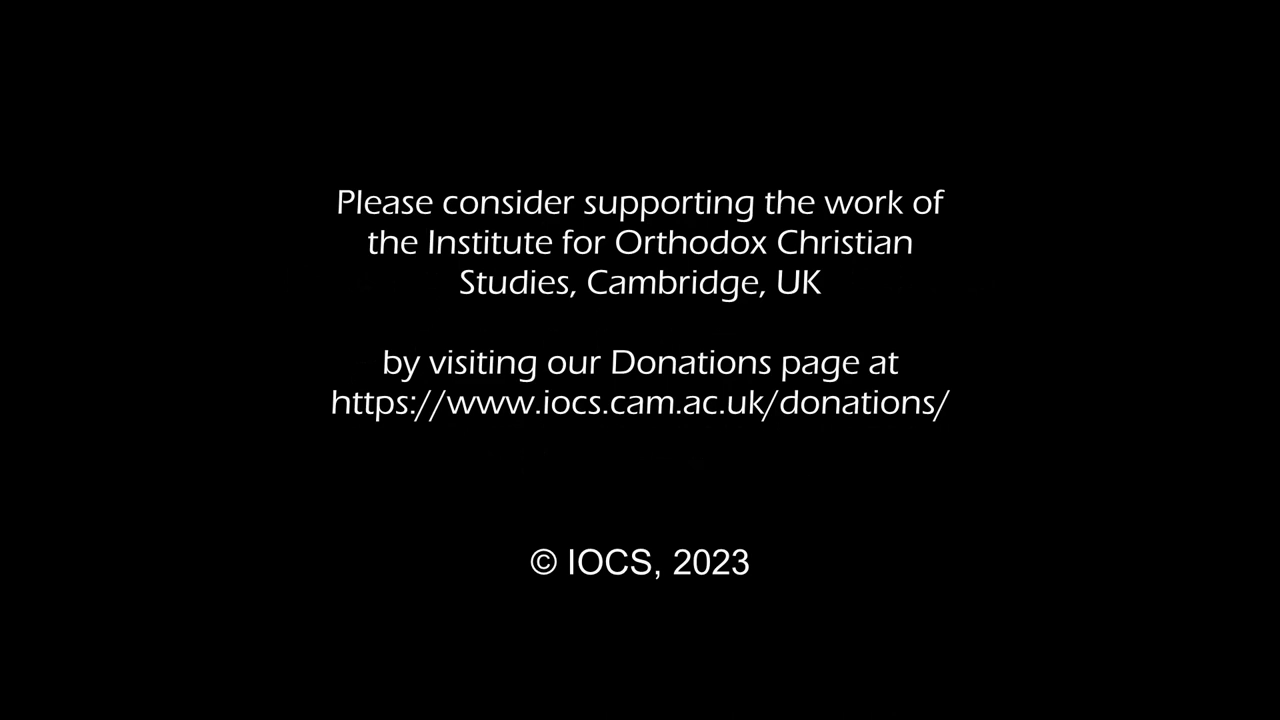 Please consider supporting the work of
the Institute for Orthodox Christian
Studies, Cambridge, UK
by visiting our Donations page at
https://www.iocs.cam.ac.uk/donations/
© IOCS, 2023